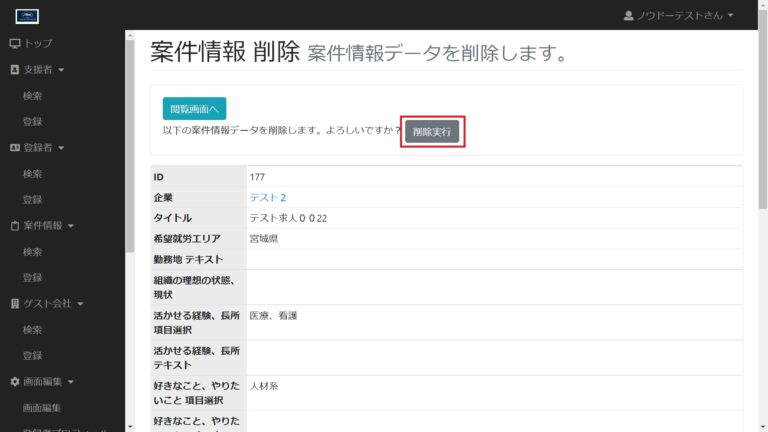 ノウドーテストさん
トップ
支援者
検索
登録
登録者
検索
登録
案件情報
検索
登録
ゲスト会社
検索
登録
画面編集
画面編集
案件情報 削除 案件情報データを削除します。
閲覧画面へ
以下の案件情報データを削除します。よろしいですか？ 削除実行
ID 177
企業 テスト２
タイトル テスト求人００22
希望就労エリア 宮城県
勤務地 テキスト
組織の理想の状態、
現状
活かせる経験、長所 医療、看護
項目選択
活かせる経験、長所
テキスト
好きなこと、やりた 人材系
いこと 項目選択
好きなこと、やりた